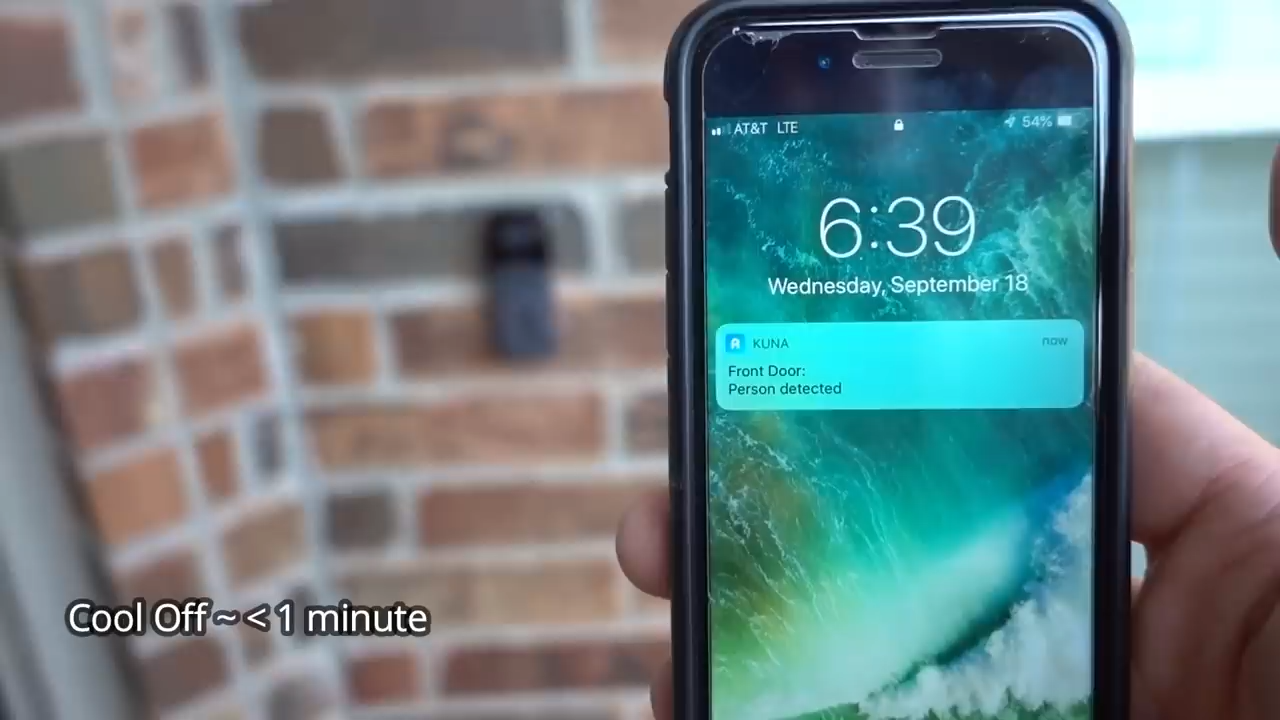 AT&T LTE
54%
6:39
Wednesday, September 18
KUNA
now
Front Door:
Person detected
Cool Off ~ < 1 minute